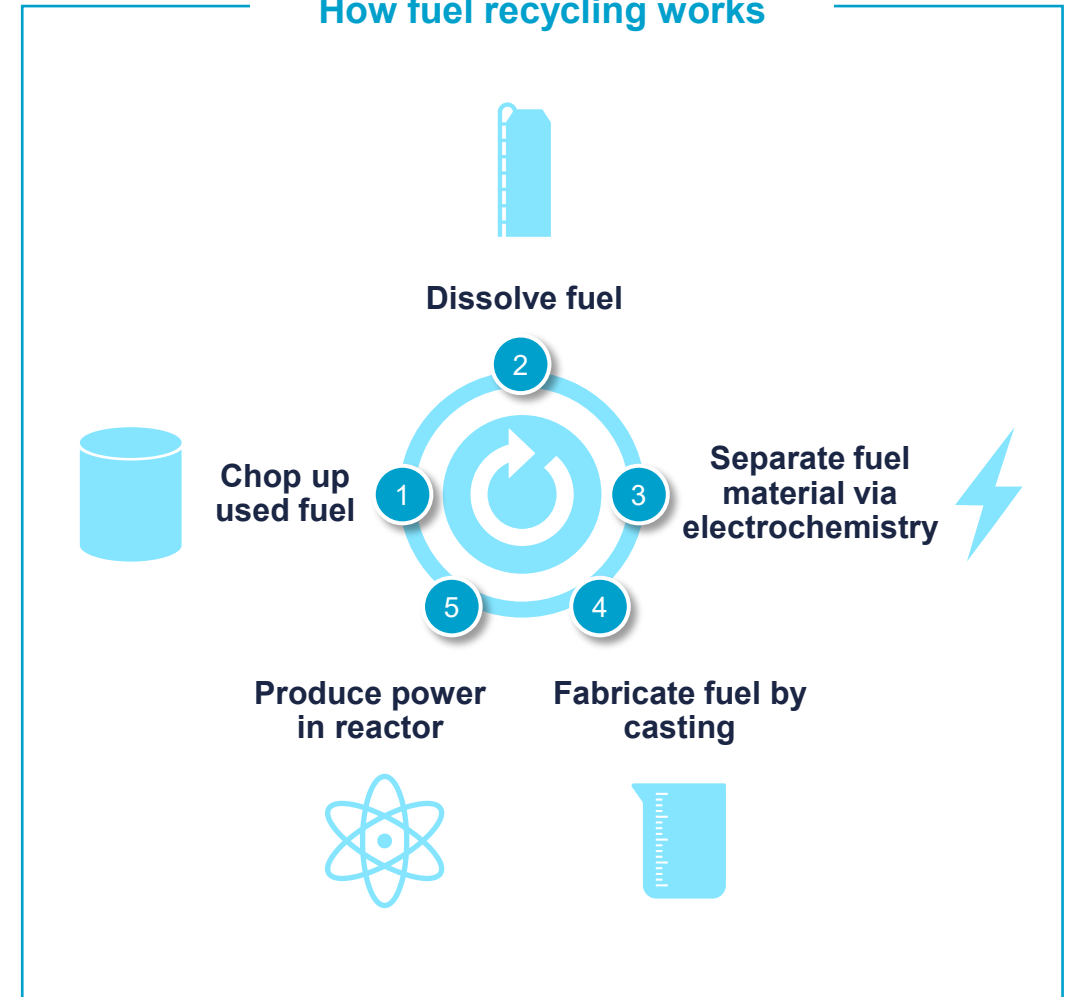 How fuel recycling works
Dissolve fuel
2
Chop up
used fuel
1
3
Separate fuel
material via
electrochemistry
5
4
Produce power
in reactor
Fabricate fuel by
casting